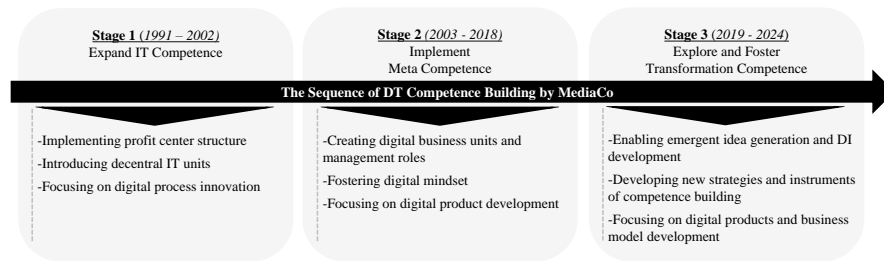 Stage 1 (1991 – 2002)
Expand IT Competence
Stage 2 (2003 - 2018)
Implement
Meta Competence
Stage 3 (2019 - 2024)
Explore and Foster
Transformation Competence
The Sequence of DT Competence Building by MediaCo
-Implementing profit center structure
-Introducing decentral IT units
-Focusing on digital process innovation
-Creating digital business units and
management roles
-Fostering digital mindset
-Focusing on digital product development
-Enabling emergent idea generation and DI
development
-Developing new strategies and instruments
of competence building
-Focusing on digital products and business
model development